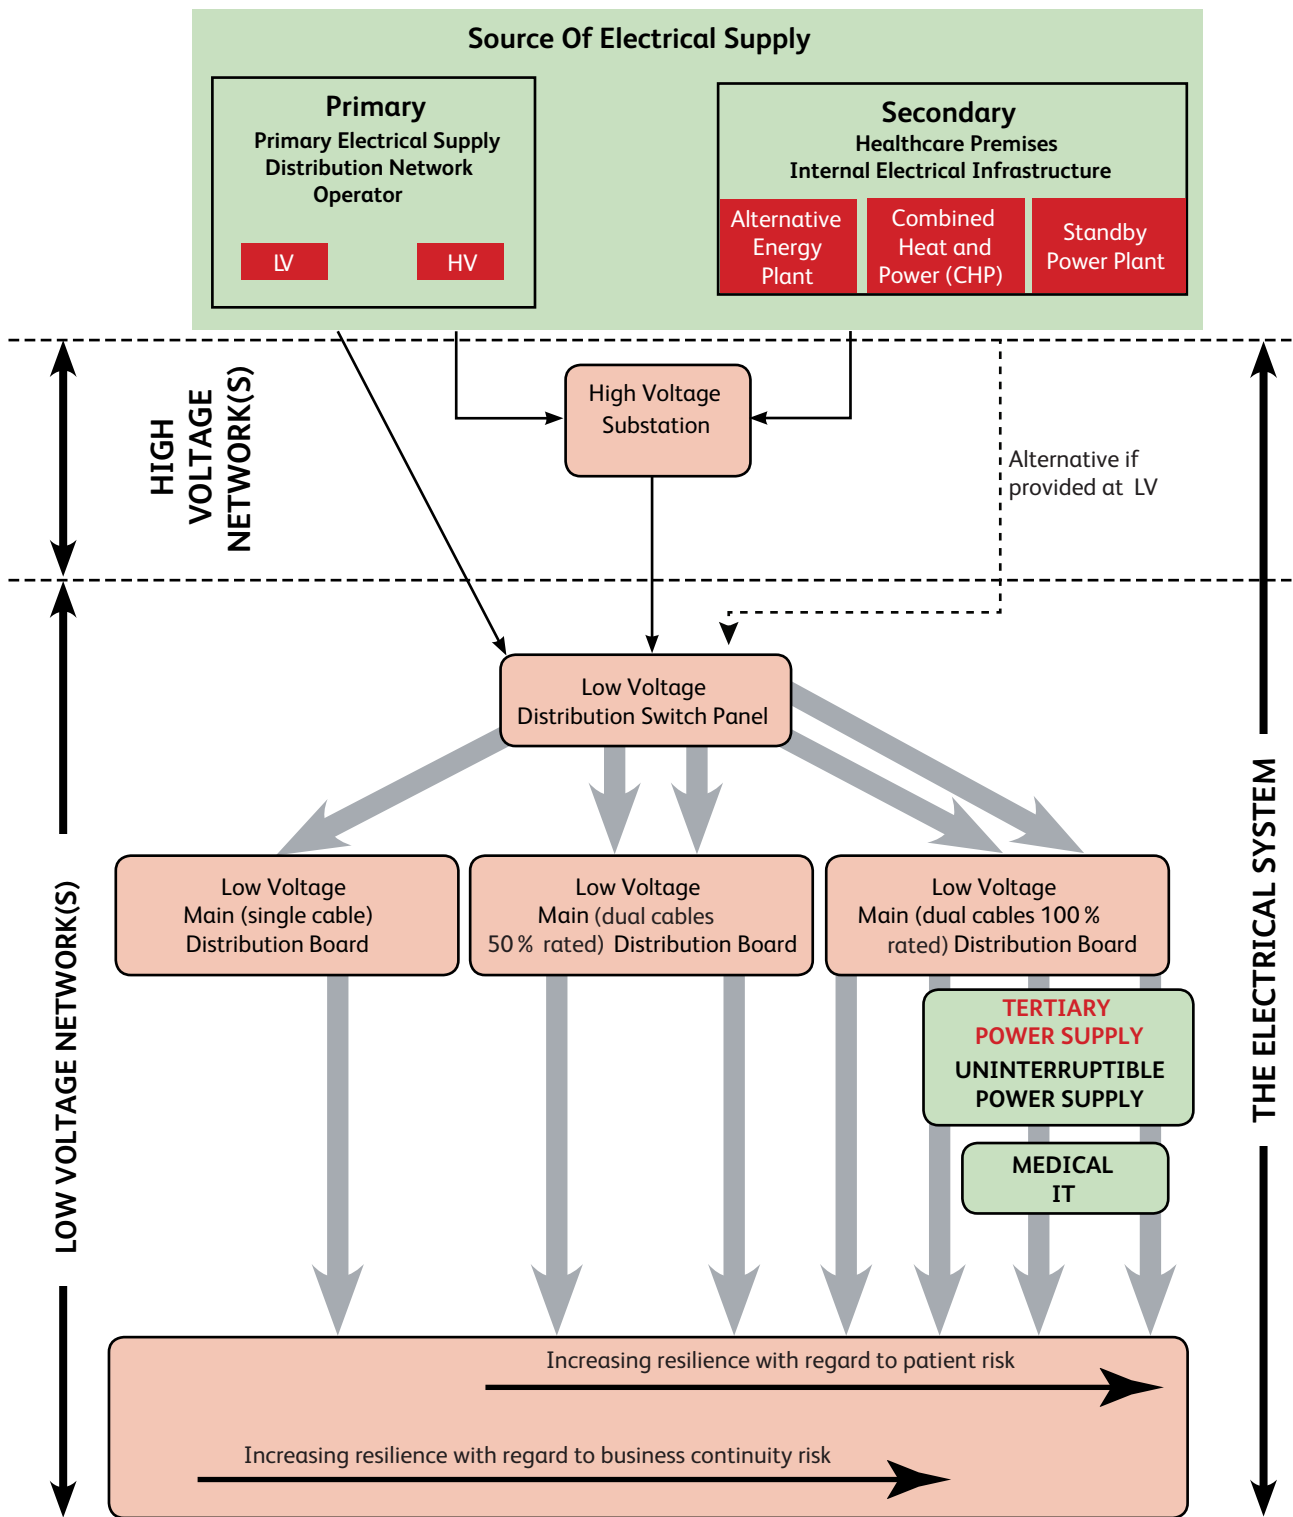 Source Of Electrical Supply
Primary
Primary Electrical Supply
Distribution Network
Operator
LV
HV
Secondary
Healthcare Premises
Internal Electrical Infrastructure
Alternative
Energy
Plant
Combined
Heat and
Power (CHP)
Standby
Power Plant
HIGH
VOLTAGE
NETWORK(S)
High Voltage
Substation
Alternative if
provided at LV
Low Voltage
Distribution Switch Panel
Low Voltage
Main (single cable)
Distribution Board
Low Voltage
Main (dual cables
50 % rated) Distribution Board
Low Voltage
Main (dual cables 100 %
rated) Distribution Board
TERTIARY
POWER SUPPLY
UNINTERRUPTIBLE
POWER SUPPLY
MEDICAL
IT
LOW VOLTAGE NETWORK(S)
THE ELECTRICAL SYSTEM
Increasing resilience with regard to patient risk
Increasing resilience with regard to business continuity risk